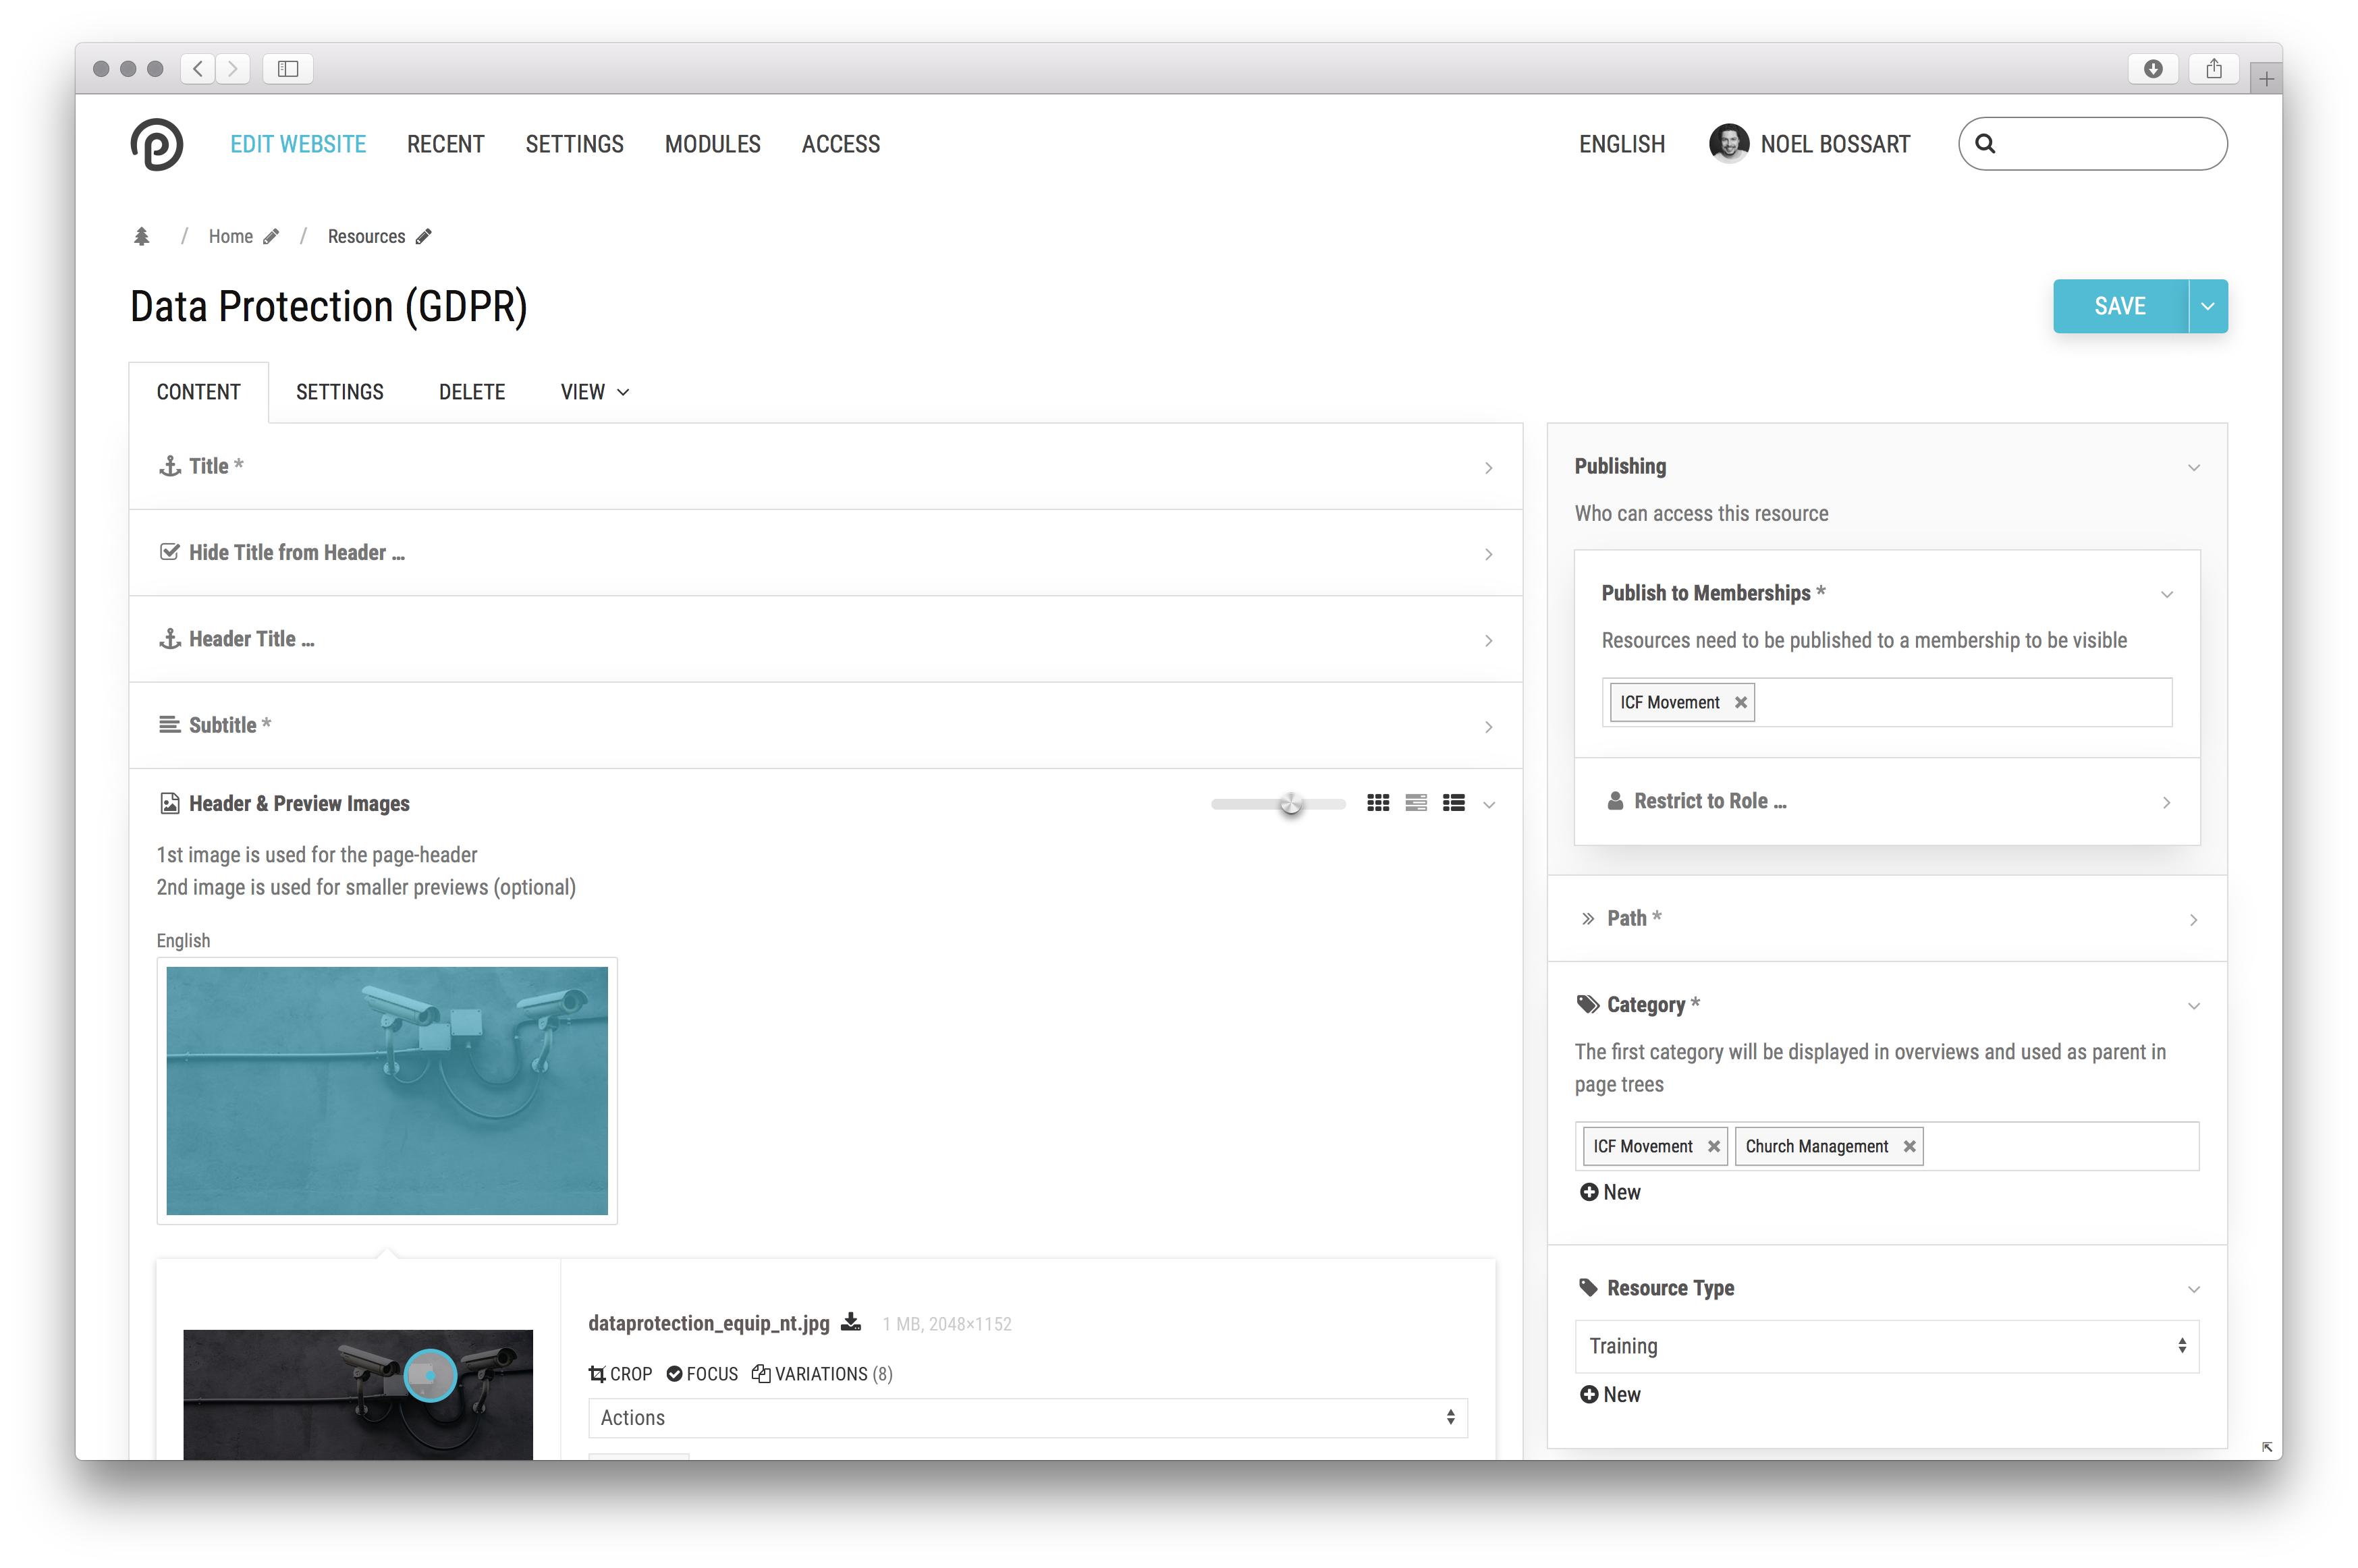 EDIT WEBSITE RECENT SETTINGS MODULES ACCESS ENGLISH NOEL BOSSART
/ Home / Resources
Data Protection (GDPR)
SAVE
CONTENT SETTINGS DELETE VIEW
Title *
Hide Title from Header ...
Header Title ...
Subtitle *
Header & Preview Images
1st image is used for the page-header
2nd image is used for smaller previews (optional)
English
dataprotection_equip_nt.jpg 1 MB, 2048×1152
CROP FOCUS VARIATIONS (8)
Actions
Publishing
Who can access this resource
Publish to Memberships *
Resources need to be published to a membership to be visible
ICF Movement
Restrict to Role ...
Path *
Category *
The first category will be displayed in overviews and used as parent in
page trees
ICF Movement Church Management
New
Resource Type
Training
New